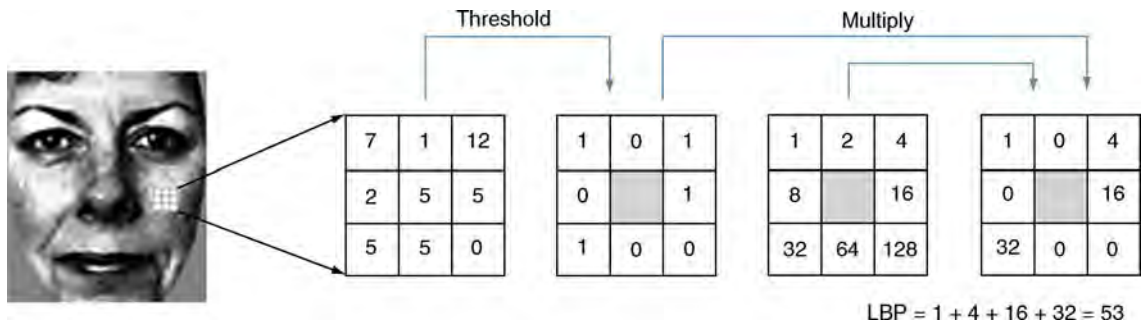 Threshold Multiply
7 1 12 1 0 1 1 2 4 1 0 4
2 5 5 0 1 8 16 0 16
5 5 0 1 0 0 32 64 128 32 0 0
LBP = 1 + 4 + 16 + 32 = 53